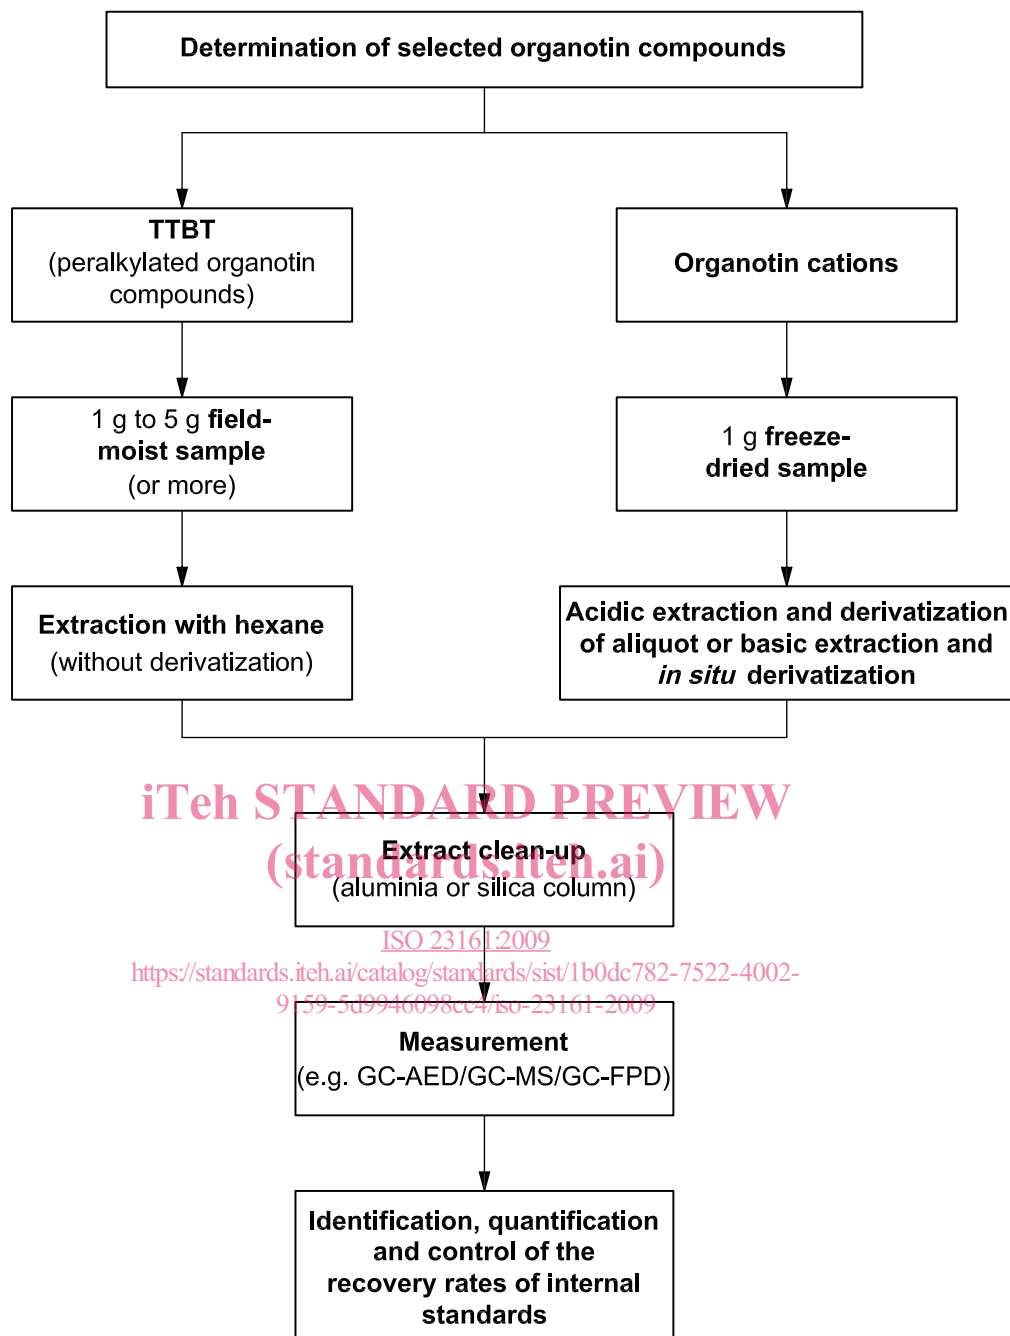 Determination of selected organotin compounds
TTBT
(peralkylated organotin
compounds)
Organotin cations
1 g to 5 g field-
moist sample
(or more)
1 g freeze-
dried sample
Extraction with hexane
(without derivatization)
Acidic extraction and derivatization
of aliquot or basic extraction and
in situ derivatization
iTeh STANDARD PREVIEW
(standards.iteh.ai)
Extract clean-up
(aluminia or silica column)
ISO 23161:2009
https://standards.iteh.ai/catalog/standards/sist/1b0dc782-7522-4002-
9159-5d9946098cc4/iso-23161-2009
Measurement
(e.g. GC-AED/GC-MS/GC-FPD)
Identification, quantification
and control of the
recovery rates of internal
standards